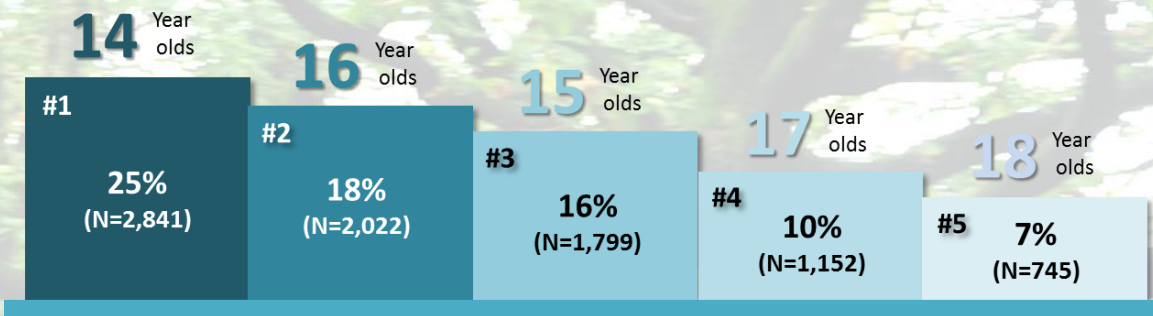 14 Year olds
#1
25%
(N=2,841)
16 Year olds
#2
18%
(N=2,022)
15 Year olds
#3
16%
(N=1,799)
17 Year olds
#4
10%
(N=1,152)
18 Year olds
#5
7%
(N=745)